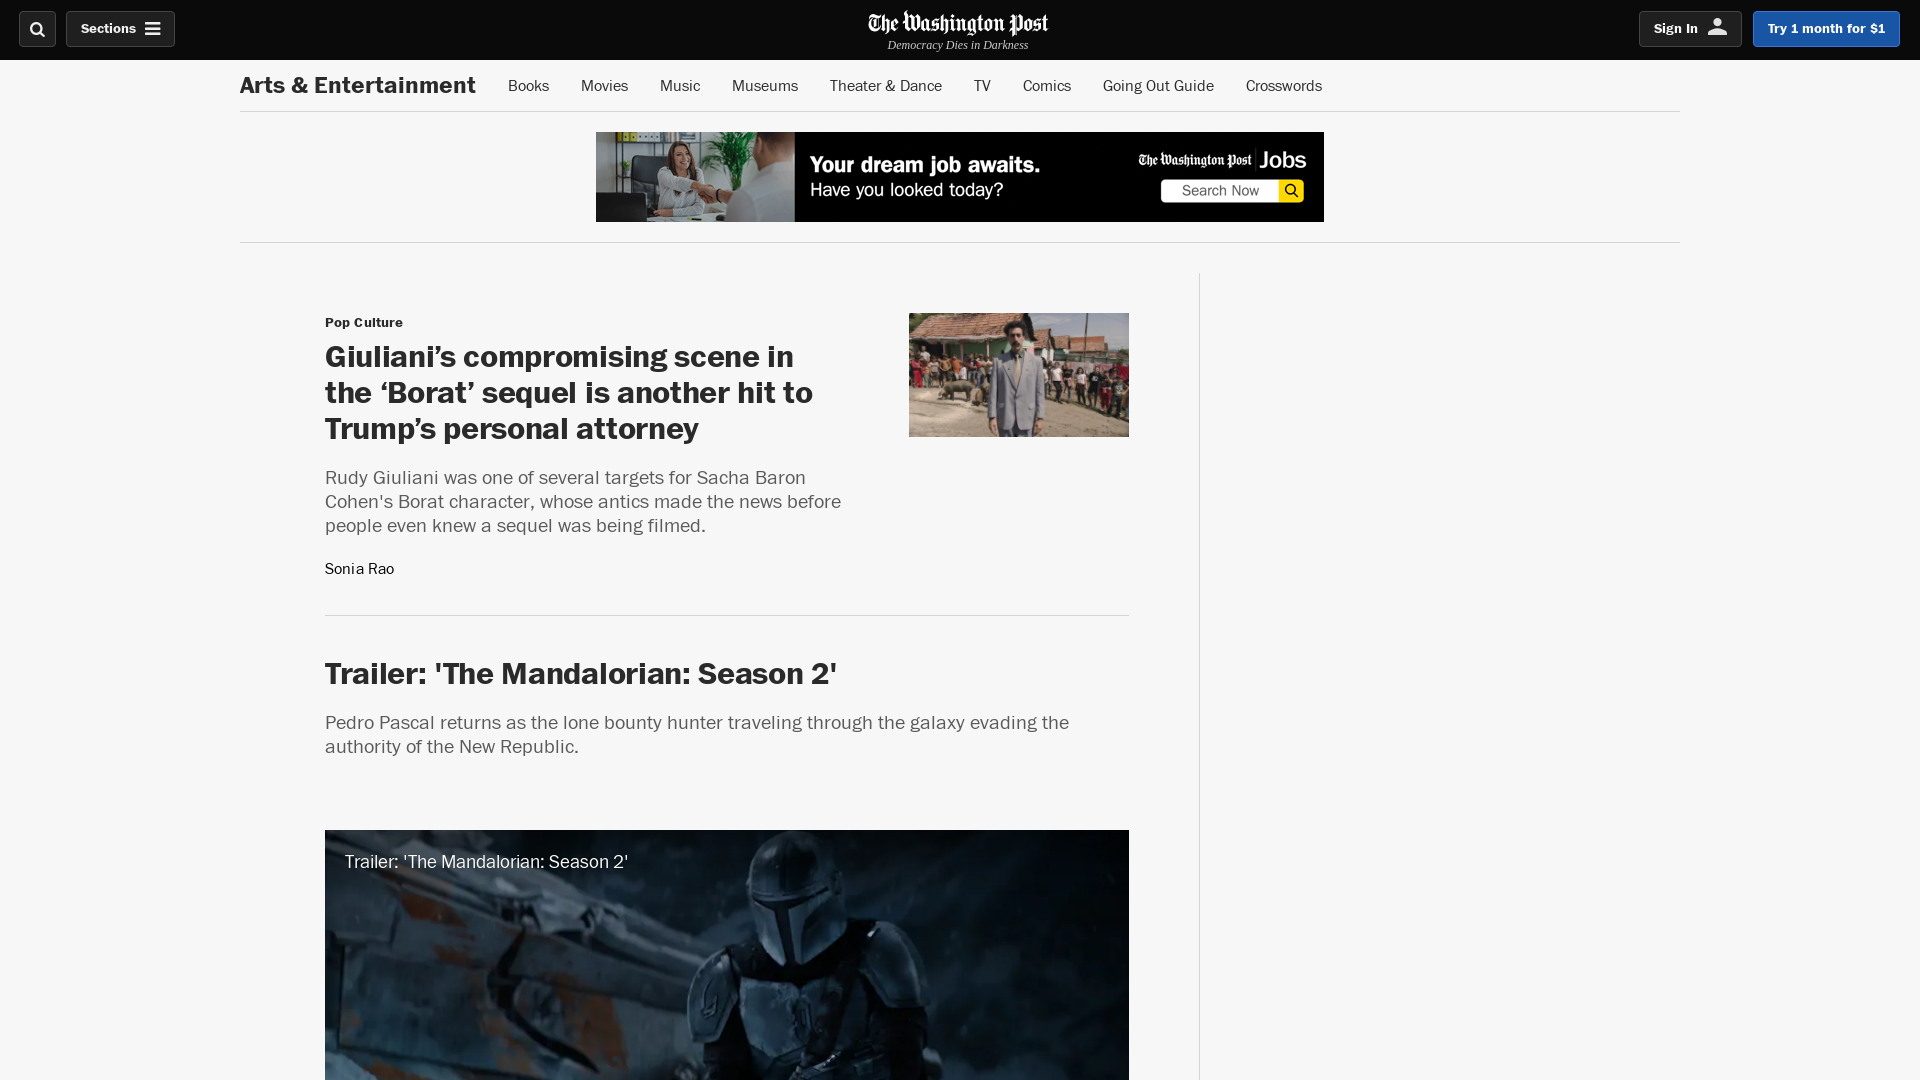 Sections
The Washington Post
Democracy Dies in Darkness
Sign In
Try 1 month for $1
Arts & Entertainment
Books
Movies
Music
Museums
Theater & Dance
TV
Comics
Going Out Guide
Crosswords
Your dream job awaits.
Have you looked today?
The Washington Post Jobs
Search Now
Pop Culture
Giuliani’s compromising scene in
the ‘Borat’ sequel is another hit to
Trump’s personal attorney
Rudy Giuliani was one of several targets for Sacha Baron
Cohen's Borat character, whose antics made the news before
people even knew a sequel was being filmed.
Sonia Rao
Trailer: 'The Mandalorian: Season 2'
Pedro Pascal returns as the lone bounty hunter traveling through the galaxy evading the
authority of the New Republic.
Trailer: 'The Mandalorian: Season 2'